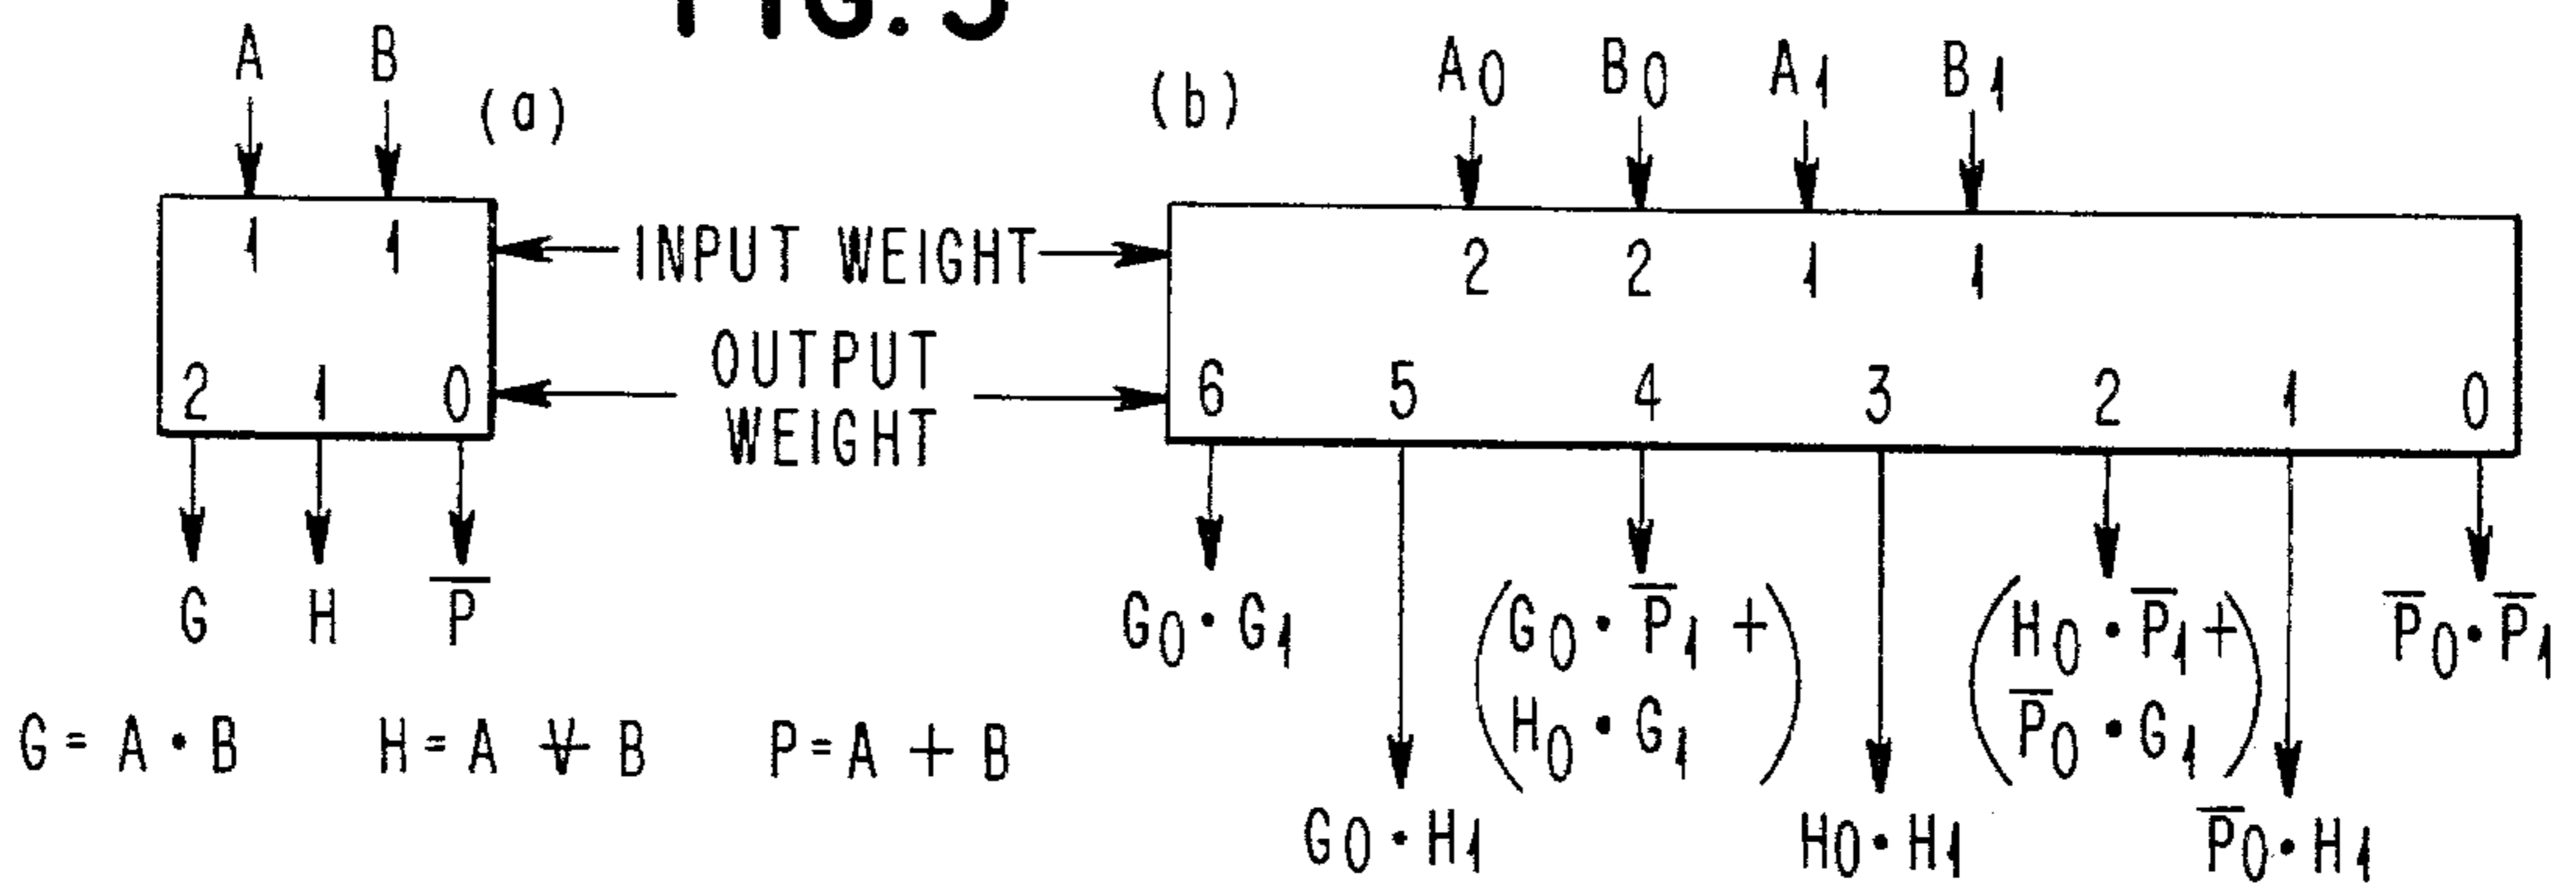 FIG. 5
A B (a)
(b) A0 B0 A1 B1
1 1
INPUT WEIGHT
2 2 1 1
2 1 0
OUTPUT
WEIGHT
6 5 4 3 2 1 0
G H P̅
G0 · G1
(G0 · P̅1 +
H0 · G1)
(H0 · P̅1 +
P̅0 · G1)
P̅0 · P̅1
G = A · B H = A ⩝ B P = A + B
G0 · H1 H0 · H1 P̅0 · H1